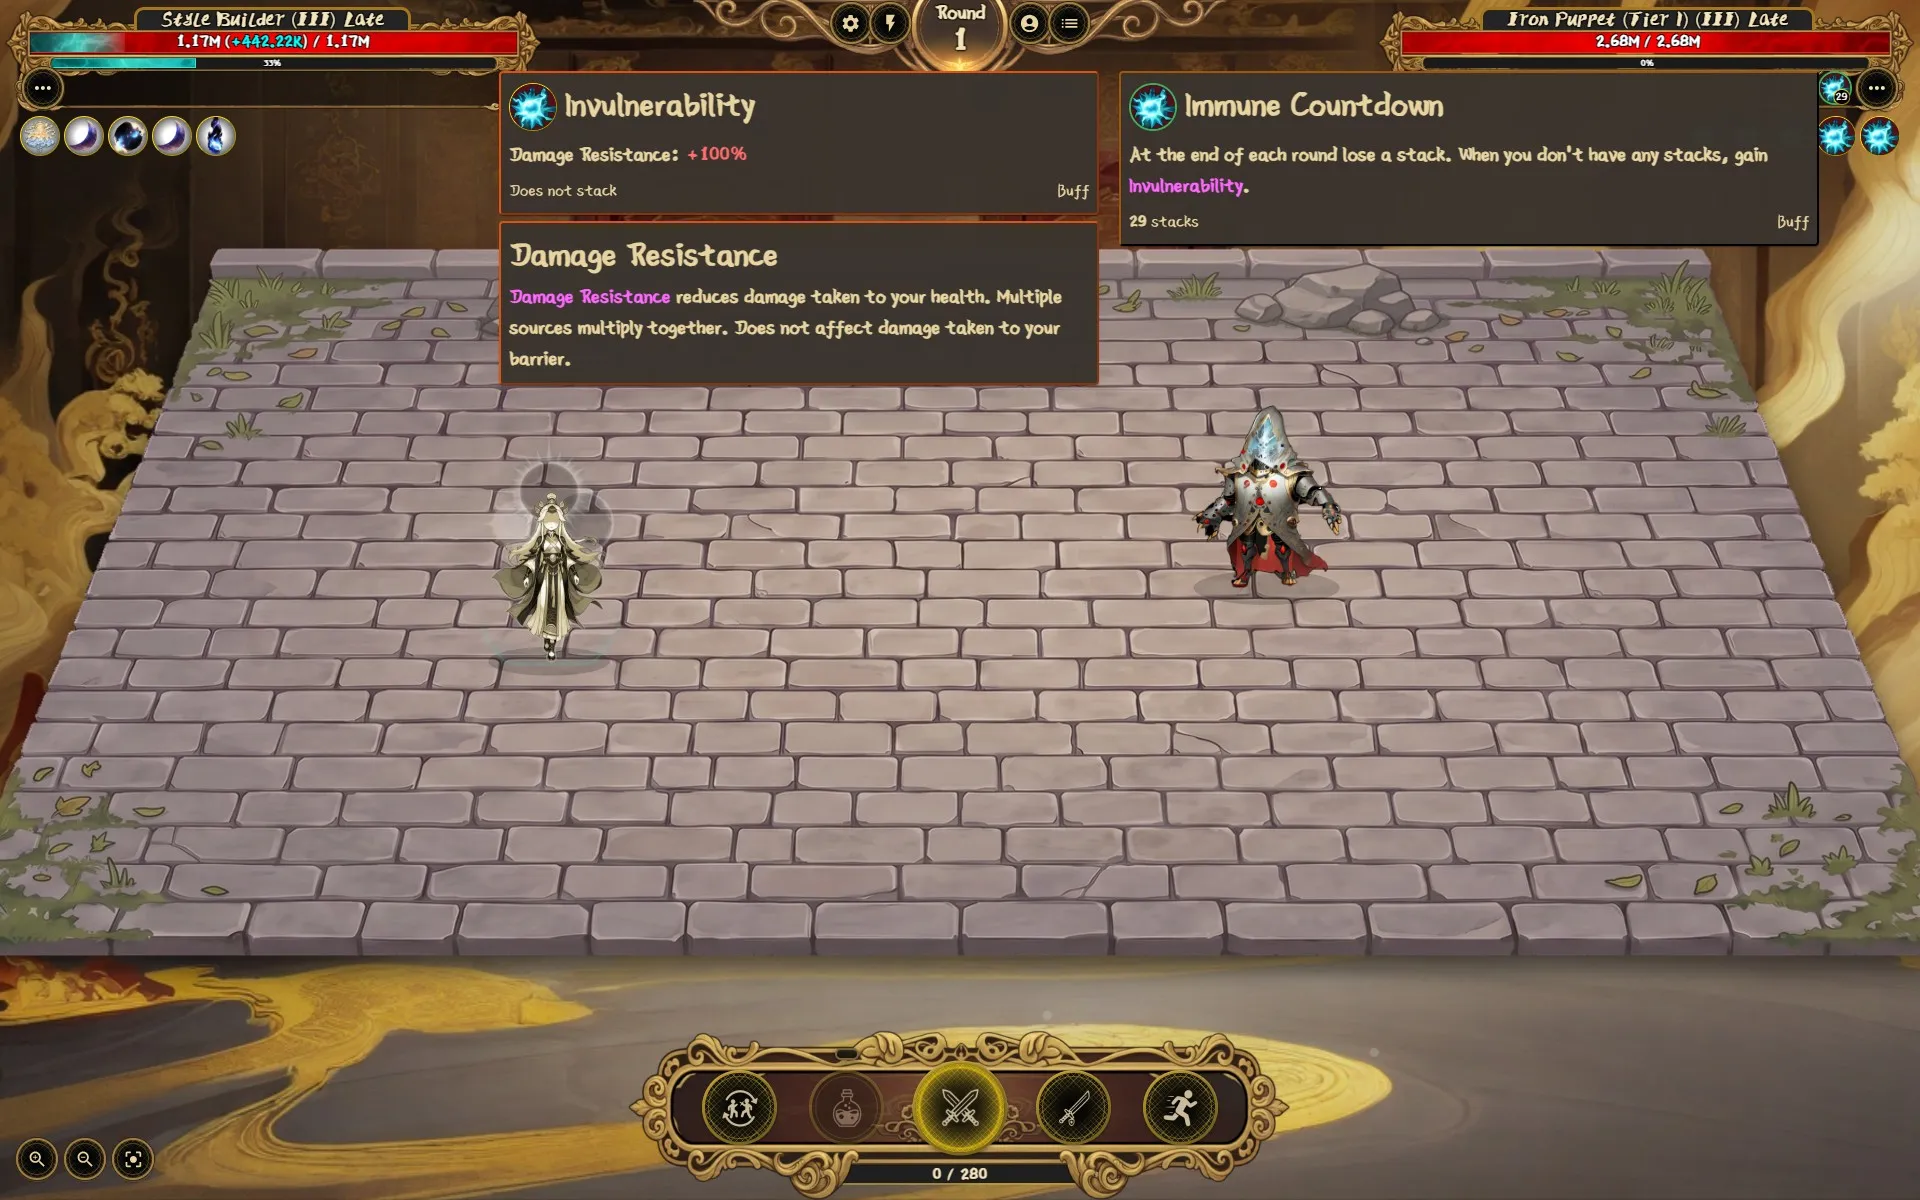 Style Builder (III) Late
1.17M (+442.22K) / 1.17M
33%
Round
1
Iron Puppet (Tier 1) (III) Late
2.68M / 2.68M
0%
29
Invulnerability
Damage Resistance: +100%
Does not stack
Buff
Damage Resistance
Damage Resistance reduces damage taken to your health. Multiple
sources multiply together. Does not affect damage taken to your
barrier.
Immune Countdown
At the end of each round lose a stack. When you don't have any stacks, gain
Invulnerability.
29 stacks
Buff
0 / 280